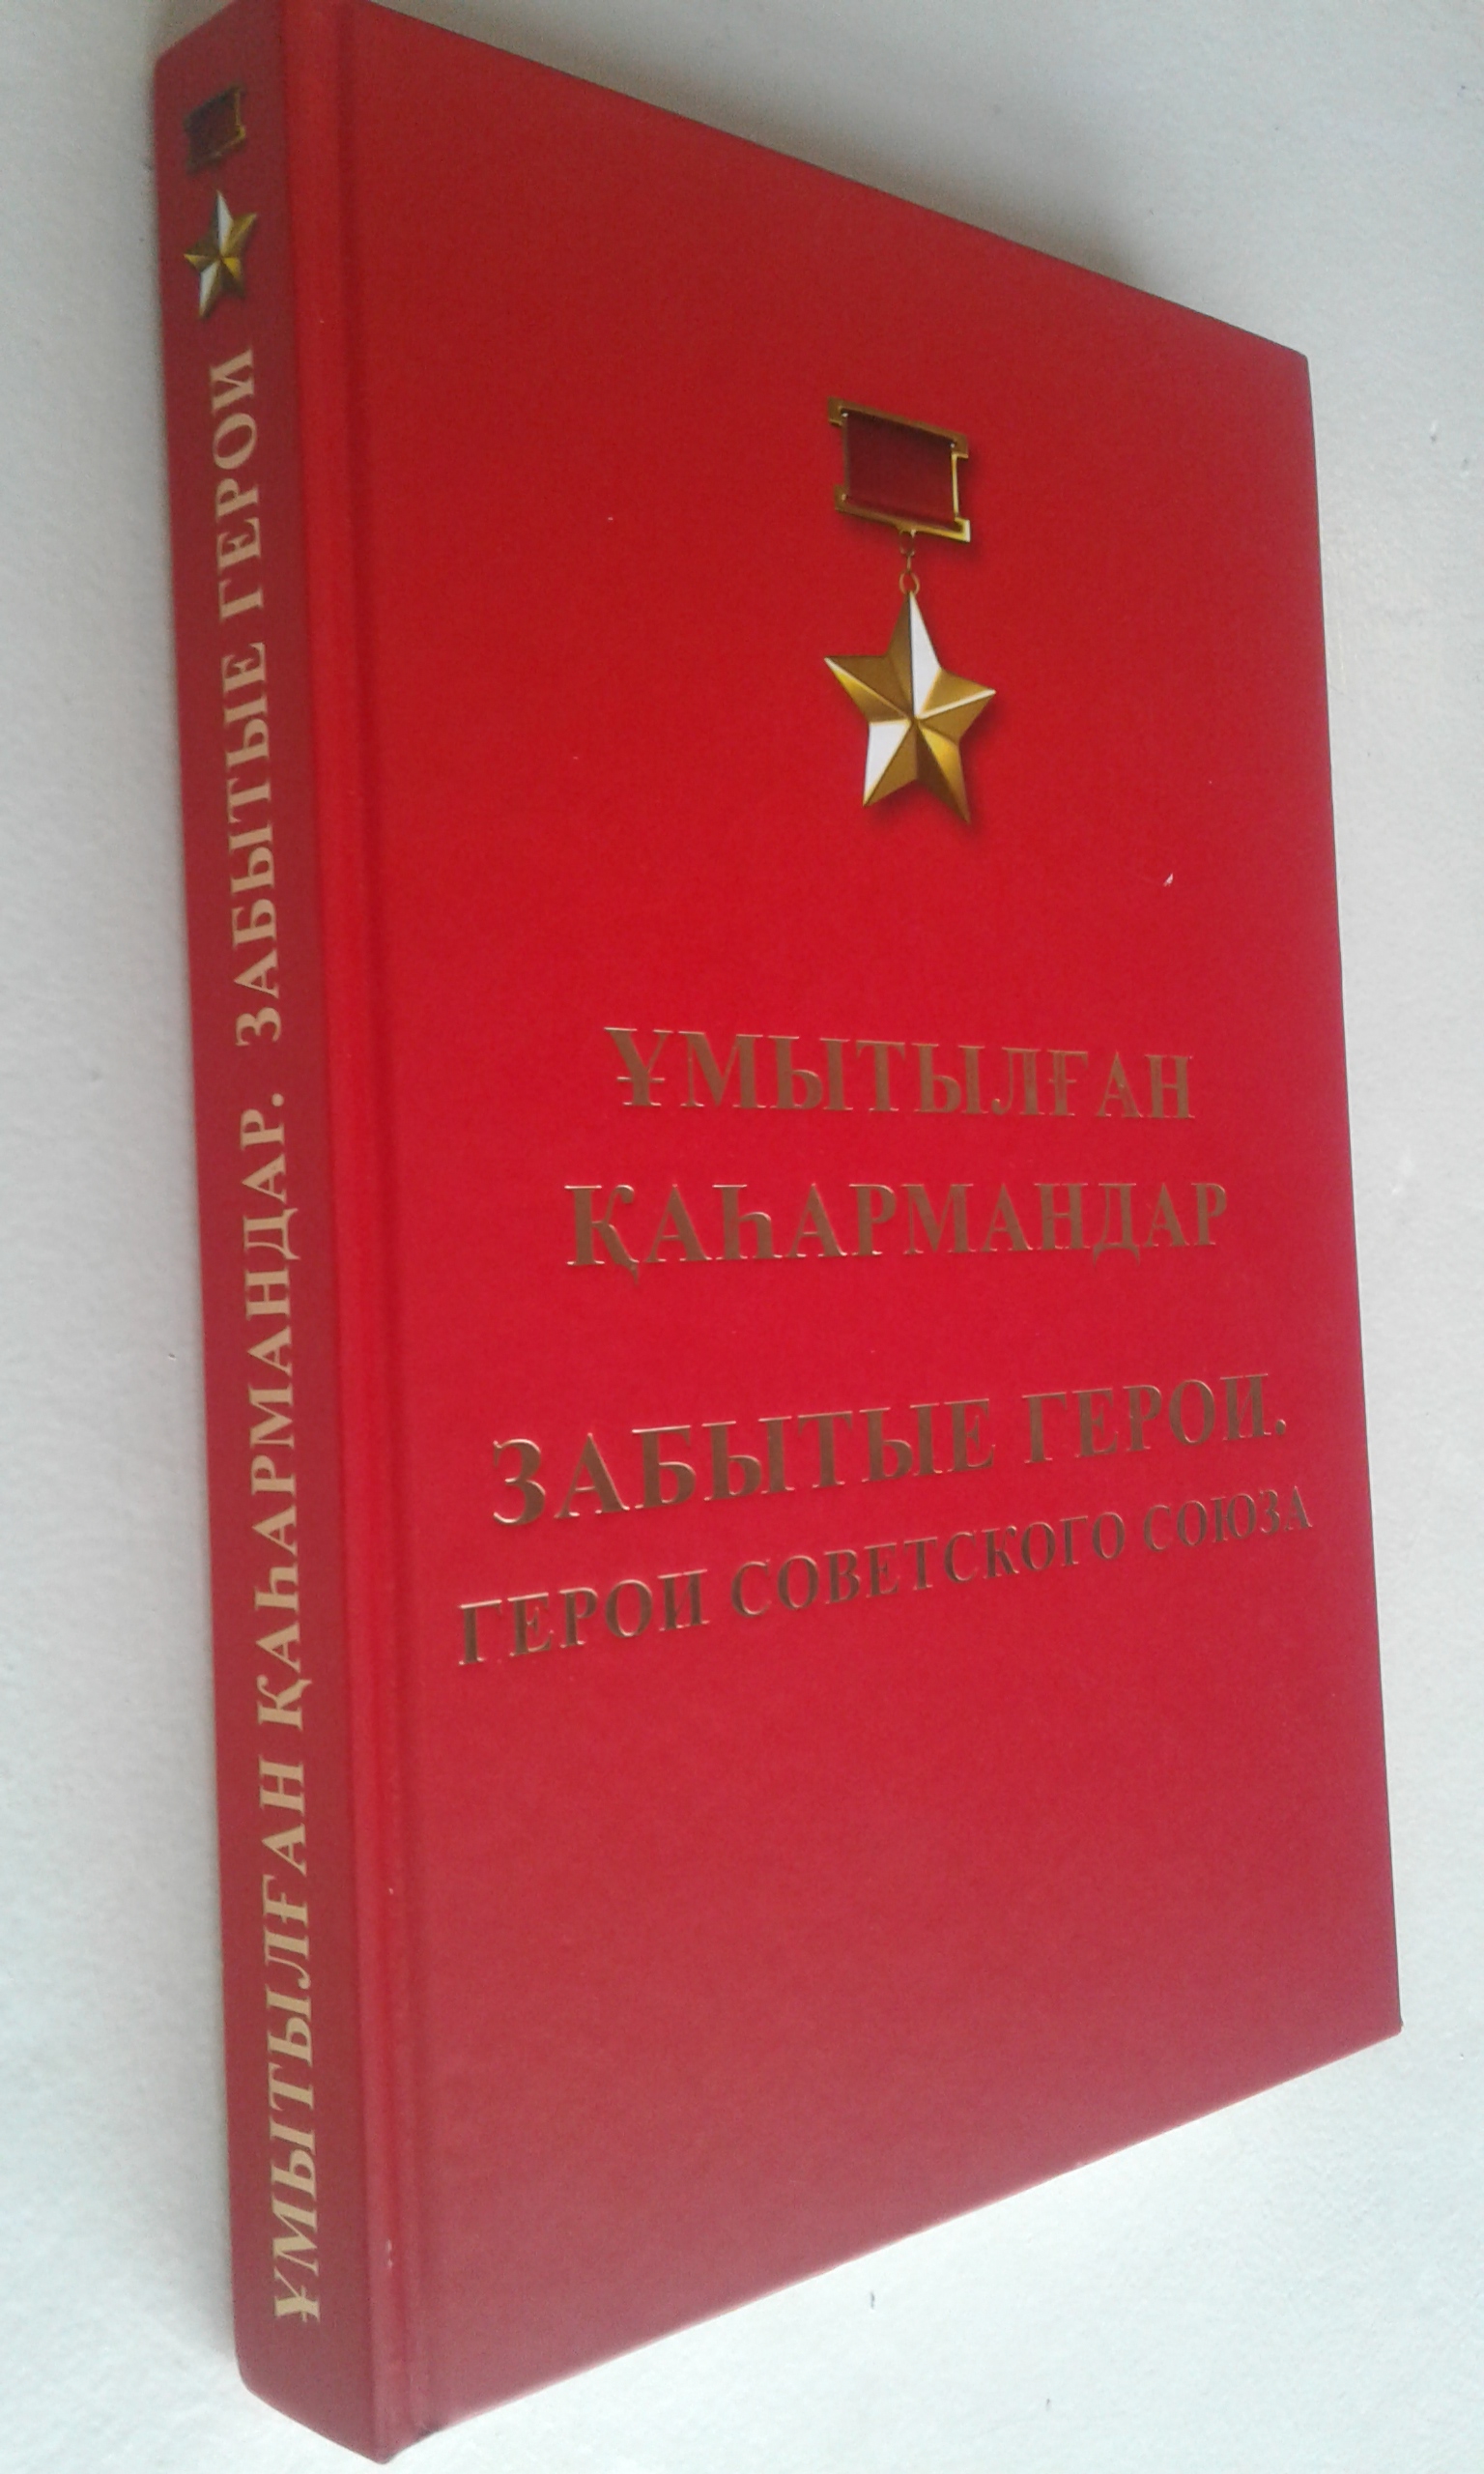 ҰМЫТЫЛҒАН ҚАҺАРМАНДАР. ЗАБЫТЫЕ ГЕРОИ
ҰМЫТЫЛҒАН
ҚАҺАРМАНДАР
ЗАБЫТЫЕ ГЕРОИ.
ГЕРОИ СОВЕТСКОГО СОЮЗА